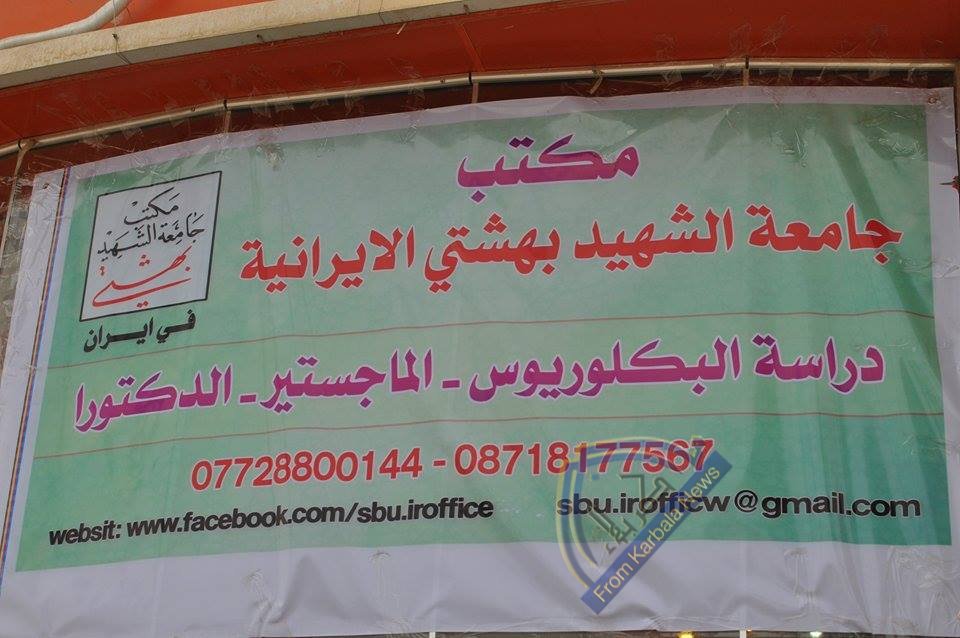 مكتب
جامعة الشهيد بهشتي الايرانية
مكتب
جامعة الشهيد
بهشتي
في ايران
دراسة البكلوريوس - الماجستير - الدكتورا
07728800144 - 08718177567
websit: www.facebook.com/sbu.iroffice sbu.irofficw@gmail.com
From Karbala News